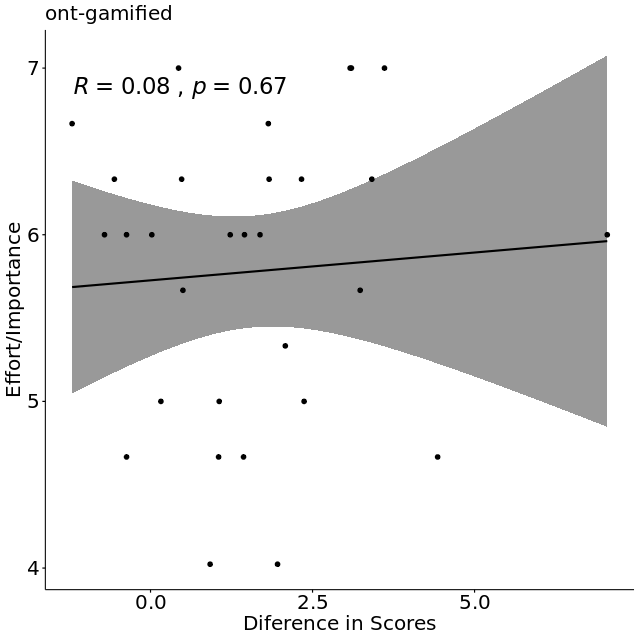 ont-gamified
R = 0.08 , p = 0.67
7
6
5
4
Effort/Importance
0.0 2.5 5.0
Diference in Scores